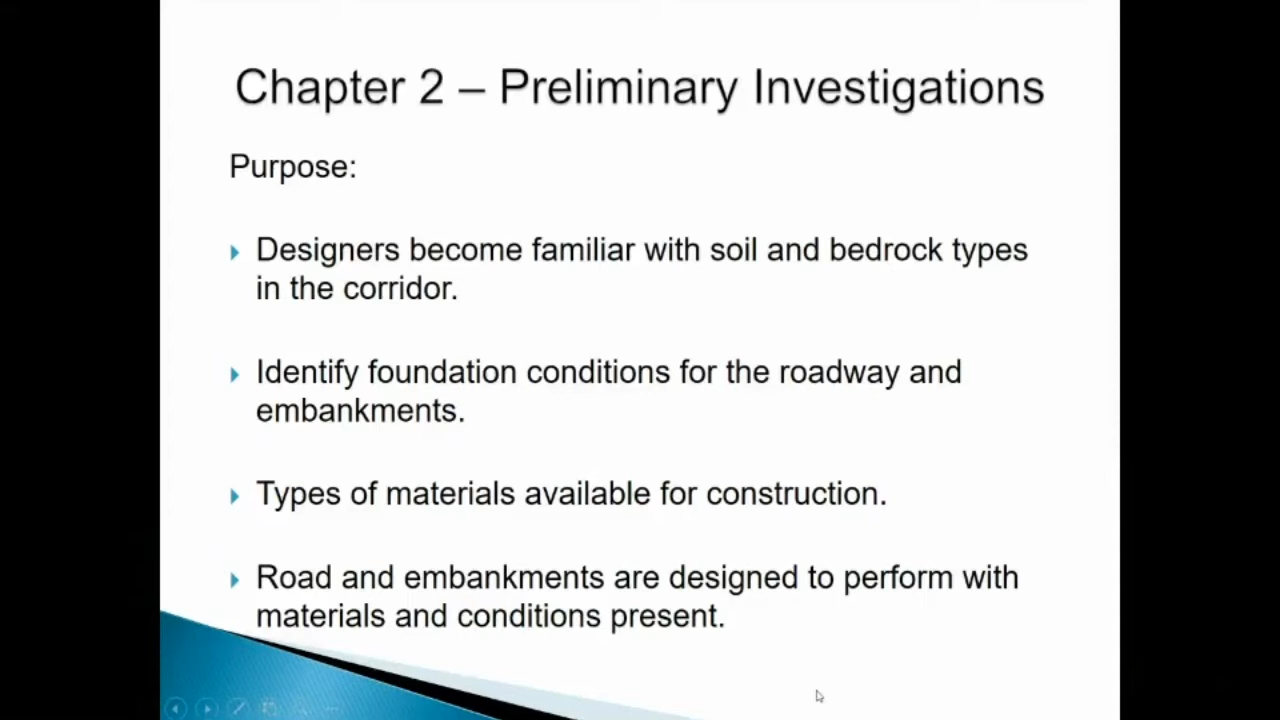 Chapter 2 – Preliminary Investigations
Purpose:
Designers become familiar with soil and bedrock types
in the corridor.
Identify foundation conditions for the roadway and
embankments.
Types of materials available for construction.
Road and embankments are designed to perform with
materials and conditions present.